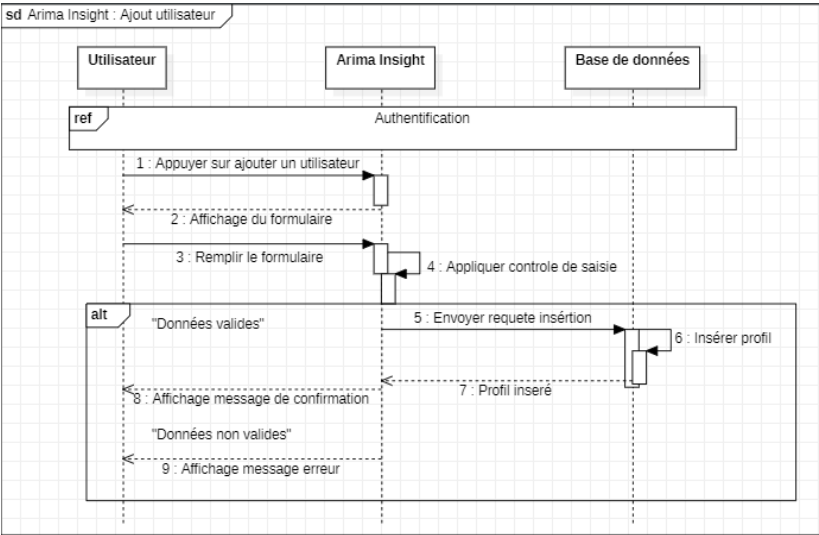 sd Arima Insight : Ajout utilisateur
Utilisateur
Arima Insight
Base de données
ref
Authentification
1 : Appuyer sur ajouter un utilisateur
2 : Affichage du formulaire
3 : Remplir le formulaire
4 : Appliquer controle de saisie
alt
"Données valides"
5 : Envoyer requete insértion
6 : Insérer profil
7 : Profil inseré
8 : Affichage message de confirmation
"Données non valides"
9 : Affichage message erreur